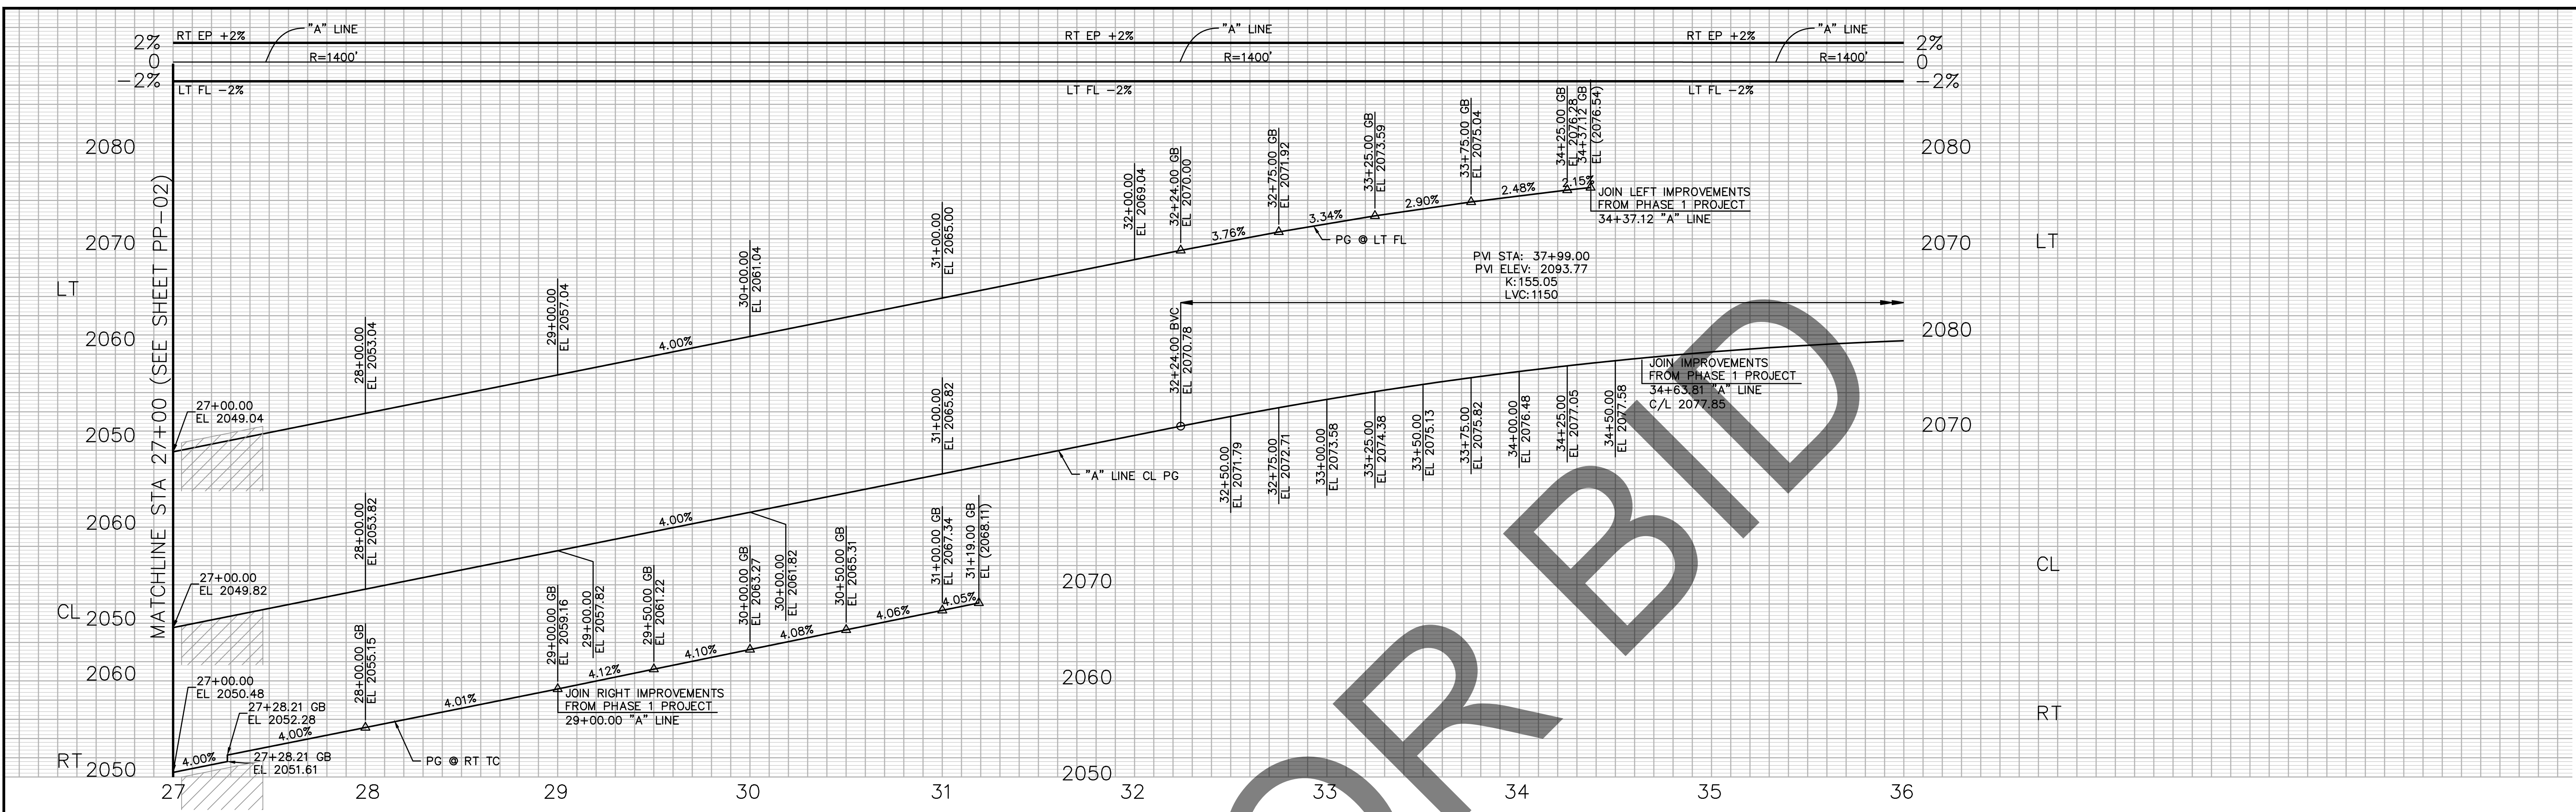 "A" LINE
"A" LINE
"A" LINE
2%
RT EP +2%
RT EP +2%
RT EP +2%
2%
0
R=1400'
R=1400'
R=1400'
0
-2%
LT FL -2%
LT FL -2%
LT FL -2%
-2%
MATCHLINE STA 27+00 (SEE SHEET PP-02)
2080
2070
LT
2060
2050
2080
2070
LT
27+00.00
EL 2049.04
28+00.00
EL 2053.04
29+00.00
EL 2057.04
4.00%
30+00.00
EL 2061.04
31+00.00
EL 2065.00
32+00.00
EL 2069.04
32+24.00 GB
EL 2070.00
3.76%
32+75.00 GB
EL 2071.92
3.34%
PG @ LT FL
33+25.00 GB
EL 2073.59
2.90%
33+75.00 GB
EL 2075.04
2.48%
34+25.00 GB
EL 2076.28
2.15%
34+37.12 GB
EL (2076.54)
JOIN LEFT IMPROVEMENTS
FROM PHASE 1 PROJECT
34+37.12 "A" LINE
PVI STA: 37+99.00
PVI ELEV: 2093.77
K:155.05
LVC:1150
2060
CL
2050
2080
2070
CL
27+00.00
EL 2049.82
28+00.00
EL 2053.82
29+00.00
EL 2057.82
4.00%
30+00.00
EL 2061.82
31+00.00
EL 2065.82
"A" LINE CL PG
32+24.00 BVC
EL 2070.78
32+50.00
EL 2071.79
32+75.00
EL 2072.71
33+00.00
EL 2073.58
33+25.00
EL 2074.38
33+50.00
EL 2075.13
33+75.00
EL 2075.82
34+00.00
EL 2076.48
34+25.00
EL 2077.05
34+50.00
EL 2077.58
JOIN IMPROVEMENTS
FROM PHASE 1 PROJECT
34+63.81 "A" LINE
C/L 2077.85
2060
RT
2050
2070
2060
2050
RT
27+00.00
EL 2050.48
4.00%
27+28.21 GB
EL 2052.28
27+28.21 GB
EL 2051.61
4.00%
28+00.00 GB
EL 2055.15
PG @ RT TC
4.01%
29+00.00 GB
EL 2059.16
JOIN RIGHT IMPROVEMENTS
FROM PHASE 1 PROJECT
29+00.00 "A" LINE
4.12%
29+50.00 GB
EL 2061.22
4.10%
30+00.00 GB
EL 2063.27
4.08%
30+50.00 GB
EL 2065.31
4.06%
31+00.00 GB
EL 2067.34
4.05%
31+19.00 GB
EL (2068.11)
27 28 29 30 31 32 33 34 35 36
OR BID